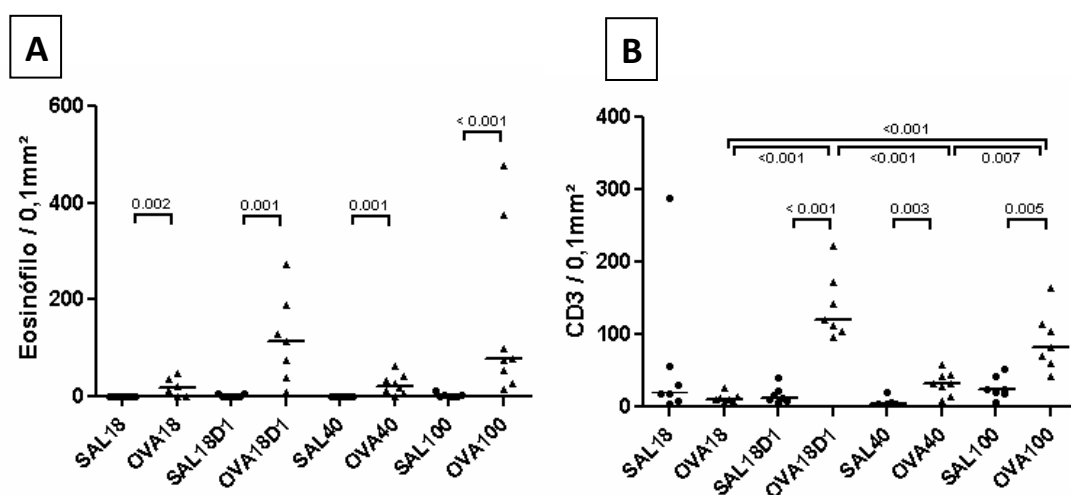 A
Eosinófilo / 0,1mm²
600
400
200
0
< 0.001
0.002
0.001
0.001
SAL18
OVA18
SAL18D1
OVA18D1
SAL40
OVA40
SAL100
OVA100
B
CD3 / 0,1mm²
400
300
200
100
0
<0.001
<0.001
<0.001
0.007
< 0.001
0.003
0.005
SAL18
OVA18
SAL18D1
OVA18D1
SAL40
OVA40
SAL100
OVA100